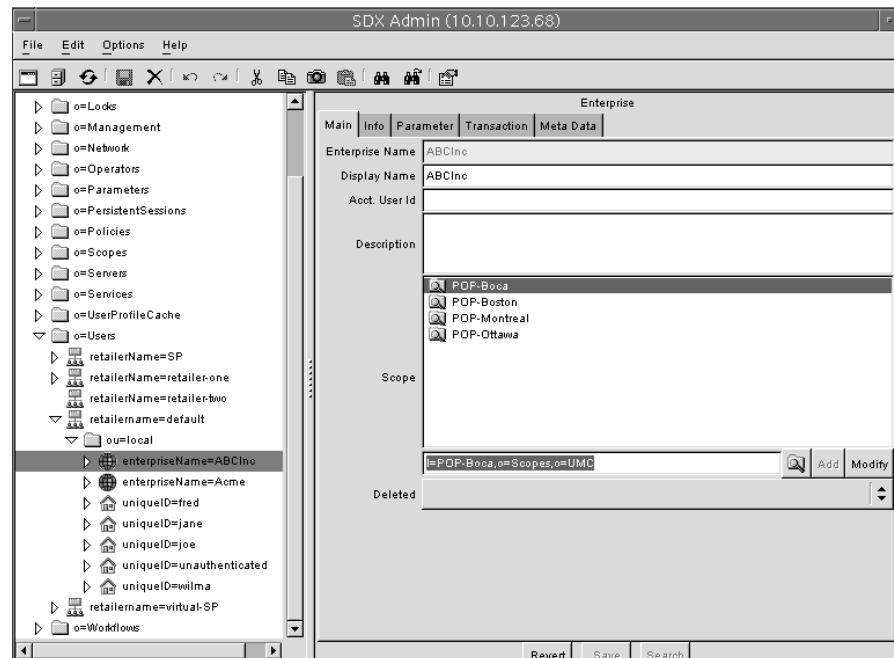 SDX Admin (10.10.123.68)
File Edit Options Help
o=Locks
o=Management
o=Network
o=Operators
o=Parameters
o=PersistentSessions
o=Policies
o=Scopes
o=Servers
o=Services
o=UserProfileCache
o=Users
retailerName=SP
retailerName=retailer-one
retailerName=retailer-two
retailername=default
ou=local
enterpriseName=ABCInc
enterpriseName=Acme
uniqueID=fred
uniqueID=jane
uniqueID=joe
uniqueID=unauthenticated
uniqueID=wilma
retailername=virtual-SP
o=Workflows
Enterprise
Main Info Parameter Transaction Meta Data
Enterprise Name ABCInc
Display Name ABCInc
Acct. User Id
Description
POP-Boca
POP-Boston
POP-Montreal
POP-Ottawa
Scope
l=POP-Boca,o=Scopes,o=UMC Add Modify
Deleted
Revert Save Search